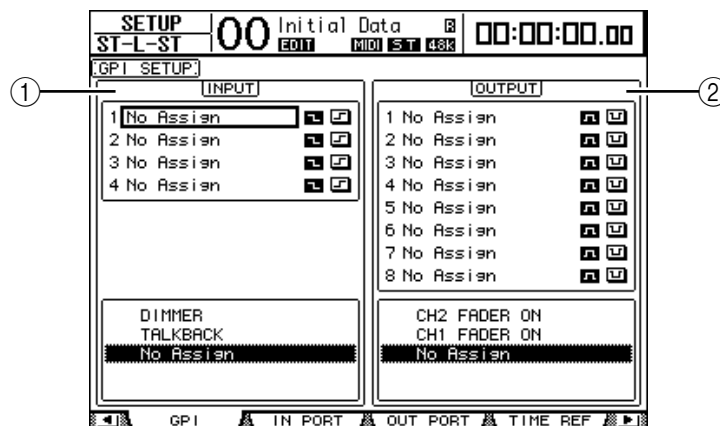 SETUP
ST-L-ST
00
Initial Data
R
EDIT
MIDI
ST
48K
00:00:00.00
GPI SETUP
1
INPUT
1 No Assign
2 No Assign
3 No Assign
4 No Assign
DIMMER
TALKBACK
No Assign
OUTPUT
2
1 No Assign
2 No Assign
3 No Assign
4 No Assign
5 No Assign
6 No Assign
7 No Assign
8 No Assign
CH2 FADER ON
CH1 FADER ON
No Assign
GPI
IN PORT
OUT PORT
TIME REF